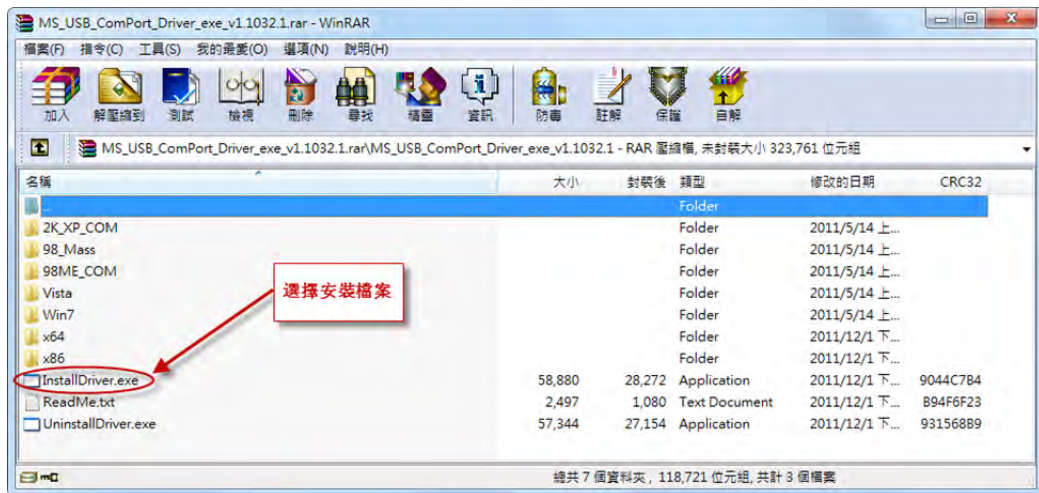 MS_USB_ComPort_Driver_exe_v1.1032.1.rar - WinRAR
檔案(F) 指令(C) 工具(S) 我的最愛(O) 選項(N) 說明(H)
加入 解壓縮到 測試 檢視 刪除 尋找 精靈 資訊 防毒 註解 保護 自解
MS_USB_ComPort_Driver_exe_v1.1032.1.rar\MS_USB_ComPort_Driver_exe_v1.1032.1 - RAR 壓縮檔, 未封裝大小 323,761 位元組
名稱 大小 封裝後 類型 修改的日期 CRC32
.. Folder
2K_XP_COM Folder 2011/5/14 上...
98_Mass Folder 2011/5/14 上...
98ME_COM Folder 2011/5/14 上...
Vista Folder 2011/5/14 上...
Win7 Folder 2011/5/14 上...
x64 Folder 2011/12/1 下...
x86 Folder 2011/12/1 下...
選擇安裝檔案
InstallDriver.exe 58,880 28,272 Application 2011/12/1 下... 9044C7B4
ReadMe.txt 2,497 1,080 Text Document 2011/12/1 下... B94F6F23
UninstallDriver.exe 57,344 27,154 Application 2011/12/1 下... 931568B9
總共 7 個資料夾 , 118,721 位元組, 共計 3 個檔案